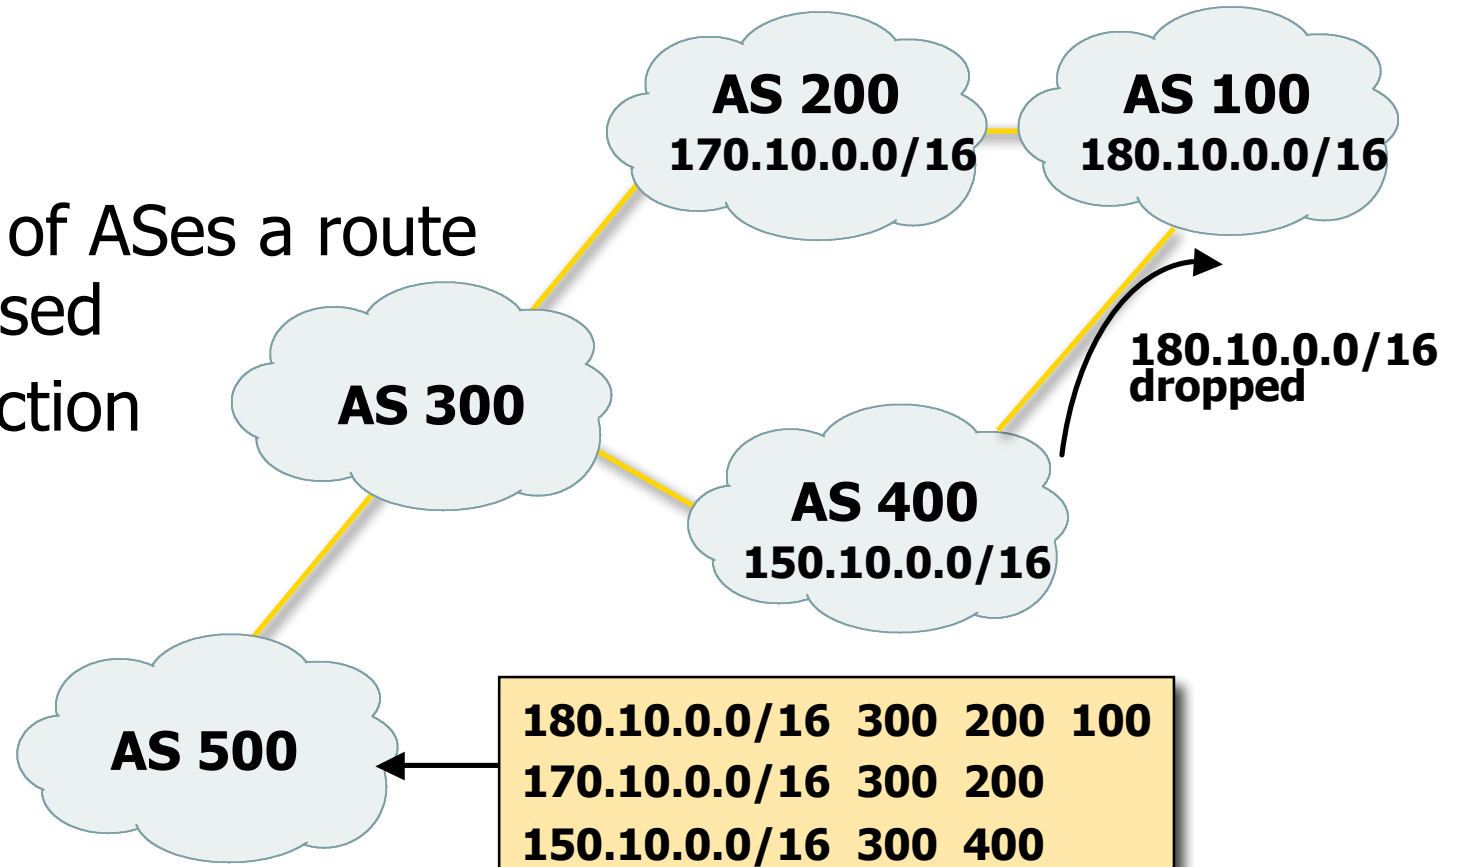 AS 200
170.10.0.0/16
AS 100
180.10.0.0/16
of ASes a route
sed
ction
AS 300
180.10.0.0/16
dropped
AS 400
150.10.0.0/16
AS 500
180.10.0.0/16 300 200 100
170.10.0.0/16 300 200
150.10.0.0/16 300 400